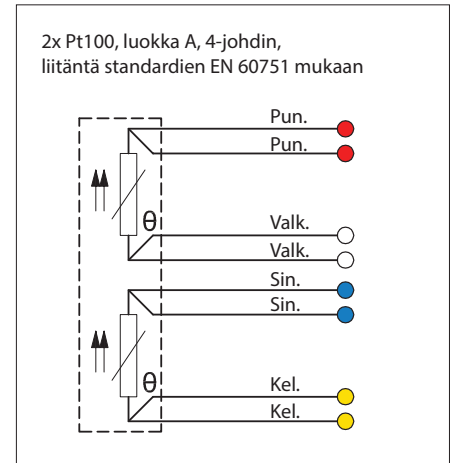 2x Pt100, luokka A, 4-johdin,
liitäntä standardien EN 60751 mukaan
Pun.
Pun.
θ
Valk.
Valk.
Sin.
Sin.
θ
Kel.
Kel.